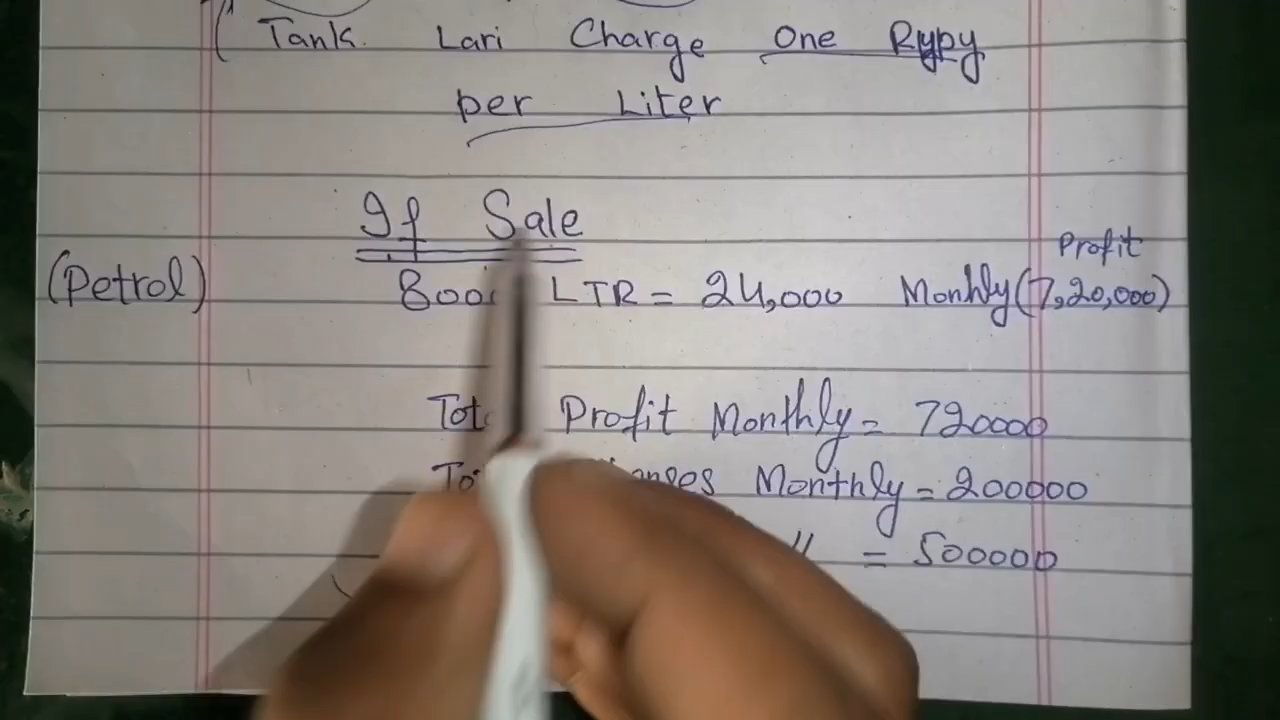 Tank. Lari Charge One Rypy
per Liter
If Sale
Profit
(Petrol) LTR = 24,000 Monhly (7,20,000)
Profit Monthly = 720000
Monthly = 200000
" = 500000